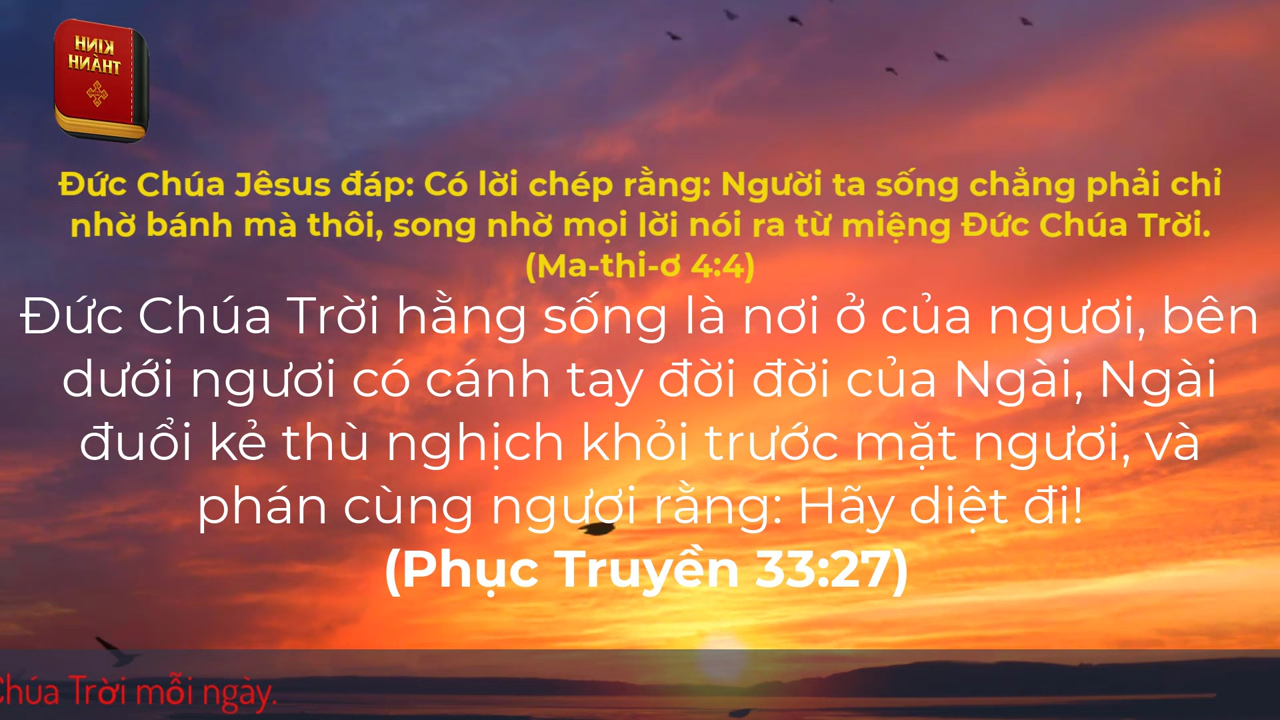 KINH
THÁNH
Đức Chúa Jêsus đáp: Có lời chép rằng: Người ta sống chẳng phải chỉ
nhờ bánh mà thôi, song nhờ mọi lời nói ra từ miệng Đức Chúa Trời.
(Ma-thi-ơ 4:4)
Đức Chúa Trời hằng sống là nơi ở của ngươi, bên
dưới ngươi có cánh tay đời đời của Ngài, Ngài
đuổi kẻ thù nghịch khỏi trước mặt ngươi, và
phán cùng ngươi rằng: Hãy diệt đi!
(Phục Truyền 33:27)
Chúa Trời mỗi ngày.